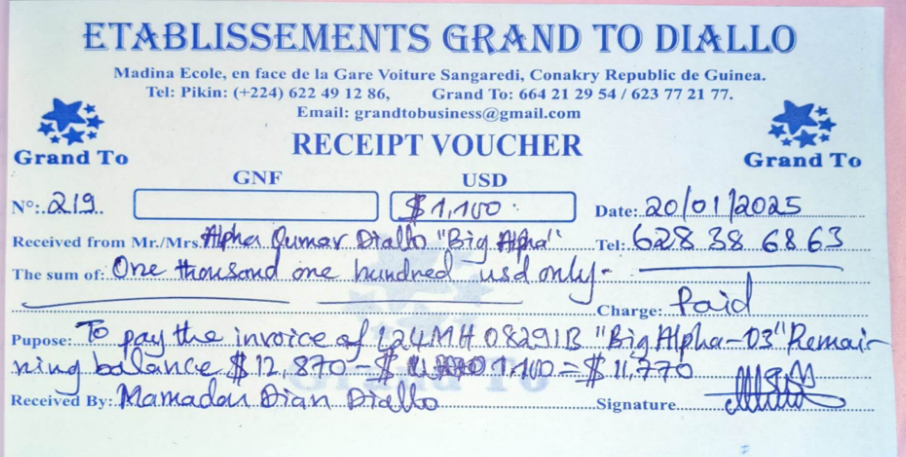 ETABLISSEMENTS GRAND TO DIALLO
Madina Ecole, en face de la Gare Voiture Sangaredi, Conakry Republic de Guinea.
Tel: Pikin: (+224) 622 49 12 86, Grand To: 664 21 29 54 / 623 77 21 77.
Email: grandtobusiness@gmail.com
RECEIPT VOUCHER
Grand To
Grand To
GNF USD
N°: 219 $1,100 Date: 20/01/2025
Received from Mr./Mrs. Alpha Oumar Diallo "Big Alpha" Tel: 628 38 68 63
The sum of: One thousand one hundred usd only-
Charge: Paid
Pupose: To pay the invoice of L24MH08291B "Big Alpha-03" Remai-
ning balance $12,870 - $ 1,100 = $11,770
Grand To
Received By: Mamadou Dian Diallo Signature